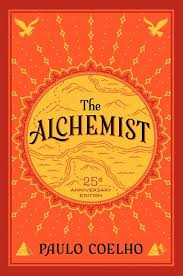 The
ALCHEMIST
25th
ANNIVERSARY
EDITION
PAULO COELHO